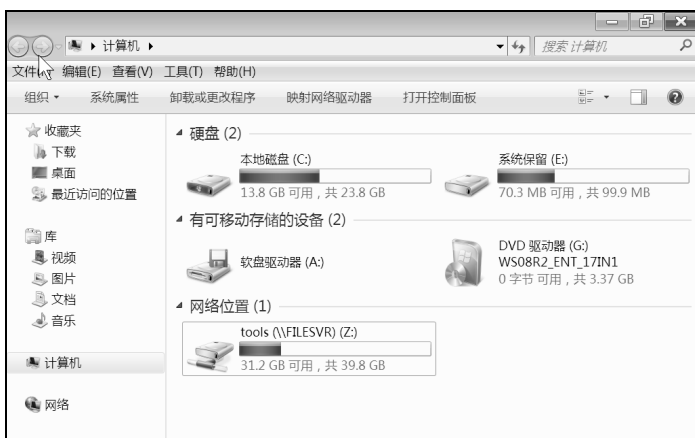 计算机
搜索 计算机
文件(F) 编辑(E) 查看(V) 工具(T) 帮助(H)
组织 系统属性 卸载或更改程序 映射网络驱动器 打开控制面板
收藏夹
下载
桌面
最近访问的位置
库
视频
图片
文档
音乐
计算机
网络
硬盘 (2)
本地磁盘 (C:)
13.8 GB 可用，共 23.8 GB
系统保留 (E:)
70.3 MB 可用，共 99.9 MB
有可移动存储的设备 (2)
软盘驱动器 (A:)
DVD 驱动器 (G:)
WS08R2_ENT_17IN1
0 字节 可用，共 3.37 GB
网络位置 (1)
tools (\\FILESVR) (Z:)
31.2 GB 可用，共 39.8 GB